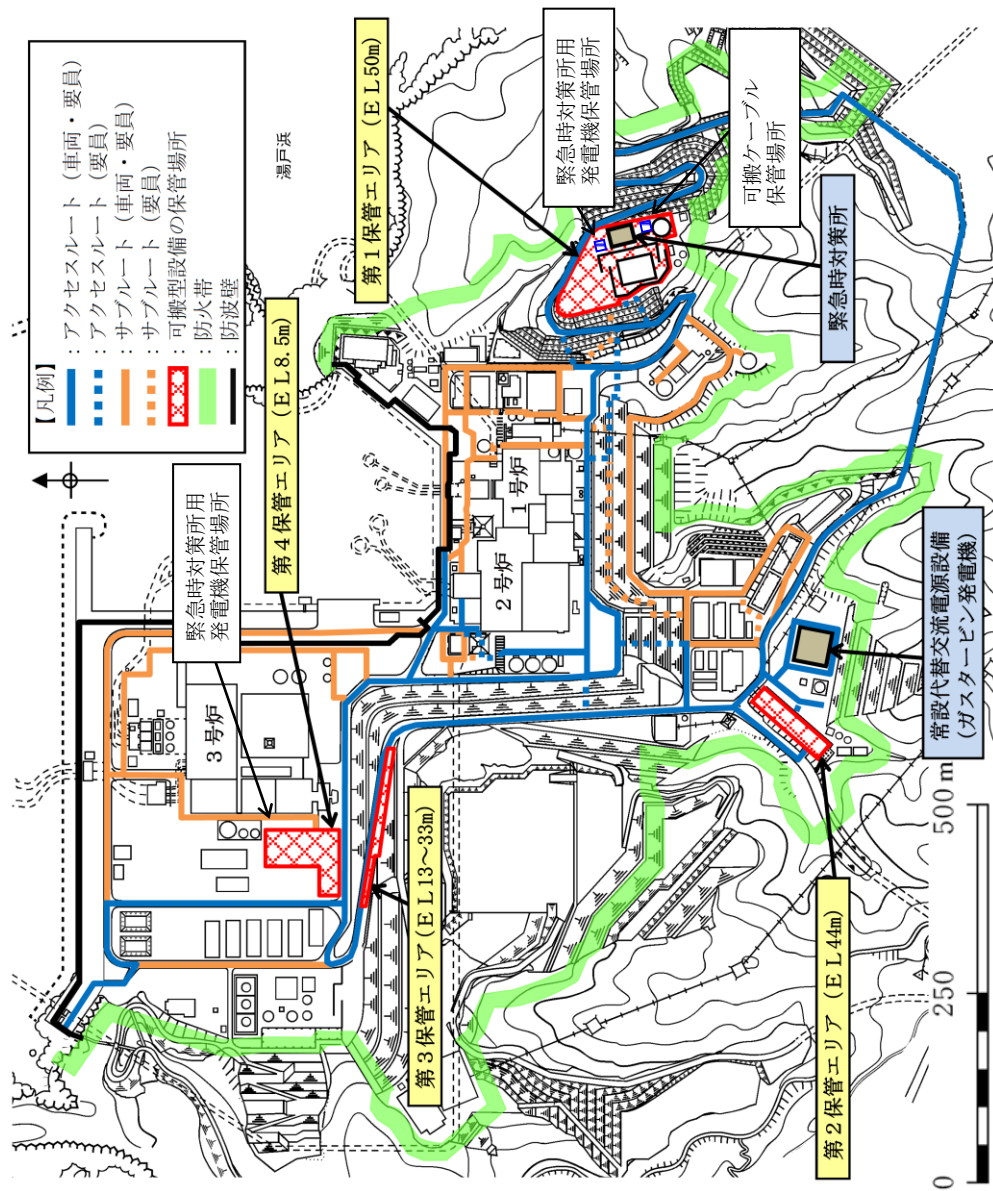 【凡例】
：アクセスルート（車両・要員）
：アクセスルート（要員）
：サブルート（車両・要員）
：サブルート（要員）
：可搬型設備の保管場所
：防火帯
：防波壁
湯戸浜
第１保管エリア（ＥＬ50m）
緊急時対策所用
発電機保管場所
可搬ケーブル
保管場所
緊急時対策所
緊急時対策所用
発電機保管場所
第４保管エリア（ＥＬ8.5m）
３号炉
２号炉
１号炉
第３保管エリア（ＥＬ13～33m）
第２保管エリア（ＥＬ44m）
常設代替交流電源設備
（ガスタービン発電機）
0
250
500 m